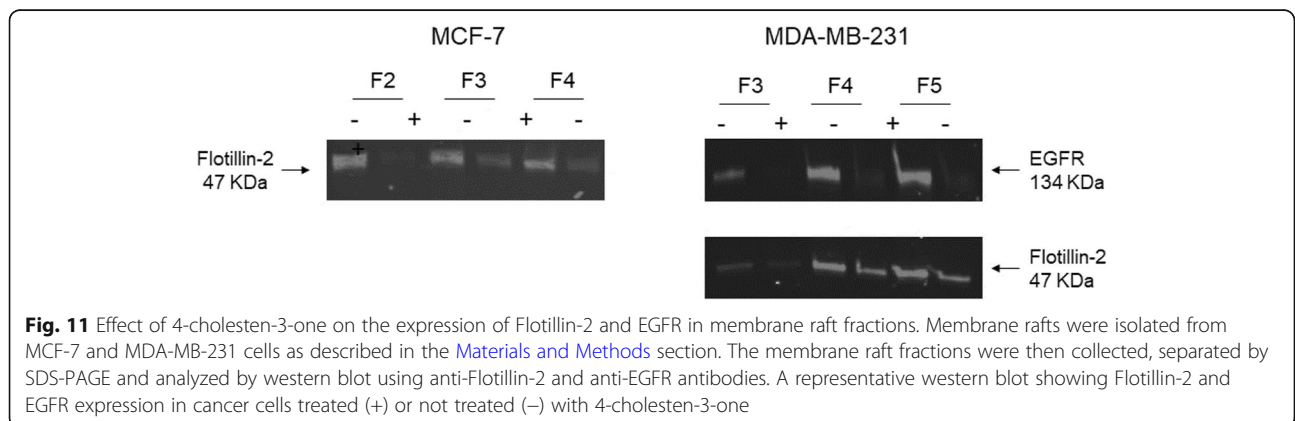 MCF-7 MDA-MB-231
F2 F3 F4 F3 F4 F5
- + - + - - + - + -
+
Flotillin-2
47 KDa
EGFR
134 KDa
Flotillin-2
47 KDa
Fig. 11 Effect of 4-cholesten-3-one on the expression of Flotillin-2 and EGFR in membrane raft fractions. Membrane rafts were isolated from
MCF-7 and MDA-MB-231 cells as described in the Materials and Methods section. The membrane raft fractions were then collected, separated by
SDS-PAGE and analyzed by western blot using anti-Flotillin-2 and anti-EGFR antibodies. A representative western blot showing Flotillin-2 and
EGFR expression in cancer cells treated (+) or not treated (−) with 4-cholesten-3-one